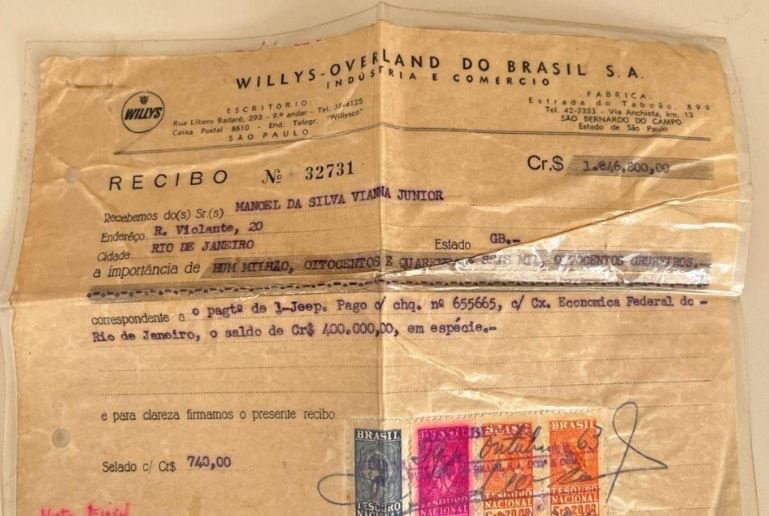 WILLYS-OVERLAND DO BRASIL S.A.
INDÚSTRIA E COMÉRCIO
WILLYS
ESCRITÓRIO
Rua Líbero Badaró, 293 - 9.º andar - Tel. 37-4125
Caixa Postal 8610 - End. Telegr. "Willysco"
SÃO PAULO
FÁBRICA:
Estrada do Taboão, 899
Tel. 42-7333 - Via Anchieta, km. 13
SÃO BERNARDO DO CAMPO
Estado de São Paulo
RECIBO Nº 32731 Cr.$ 1.846.800,00
Recebemos do(s) Sr.(s) MANOEL DA SILVA VIANNA JUNIOR
Enderêço R. Violante, 20
Cidade RIO DE JANEIRO Estado GB.-
a importância de HUM MILHÃO, OITOCENTOS E QUARENTA E SEIS MIL, OITOCENTOS CRUZEIROS.
correspondente a o pagtº de 1-Jeep. Pago c/ chq. nº 655665, c/ Cx. Economica Federal do -
Rio de Janeiro, o saldo de Cr$ 400.000,00, em espécie.-
e para clareza firmamos o presente recibo
Selado c/ Cr$ 740,00
BRASIL
TESOURO
NACIONAL
BRASIL
TESOURO
NACIONAL
BRASIL
TESOURO
NACIONAL
BRASIL
TESOURO
NACIONAL
Outubro 63